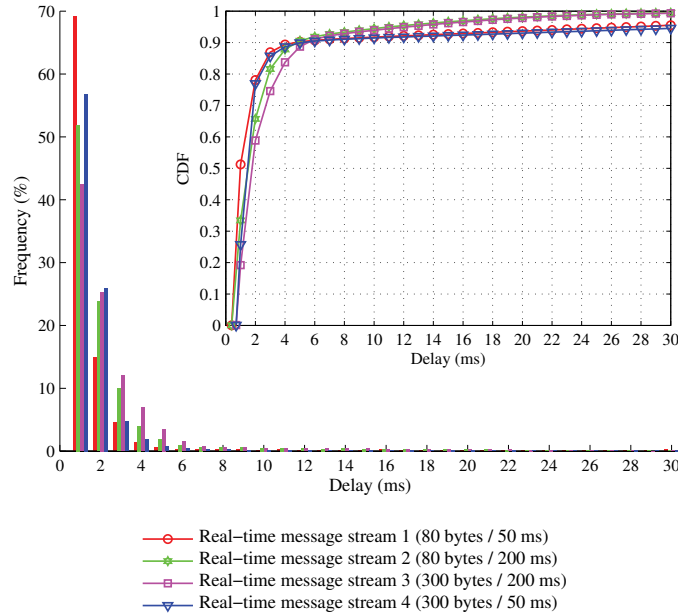 70
60
50
40
30
20
10
0
Frequency (%)
0 2 4 6 8 10 12 14 16 18 20 22 24 26 28 30
Delay (ms)
1
0.9
0.8
0.7
0.6
0.5
0.4
0.3
0.2
0.1
0
CDF
2 4 6 8 10 12 14 16 18 20 22 24 26 28 30
Delay (ms)
Real−time message stream 1 (80 bytes / 50 ms)
Real−time message stream 2 (80 bytes / 200 ms)
Real−time message stream 3 (300 bytes / 200 ms)
Real−time message stream 4 (300 bytes / 50 ms)